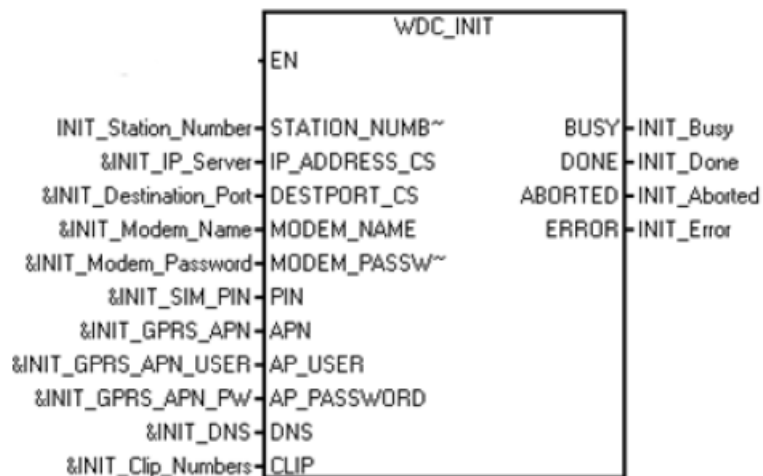 WDC_INIT
EN
INIT_Station_Number STATION_NUMB~ BUSY INIT_Busy
&INIT_IP_Server IP_ADDRESS_CS DONE INIT_Done
&INIT_Destination_Port DESTPORT_CS ABORTED INIT_Aborted
&INIT_Modem_Name MODEM_NAME ERROR INIT_Error
&INIT_Modem_Password MODEM_PASSW~
&INIT_SIM_PIN PIN
&INIT_GPRS_APN APN
&INIT_GPRS_APN_USER AP_USER
&INIT_GPRS_APN_PW AP_PASSWORD
&INIT_DNS DNS
&INIT_Clip_Numbers CLIP